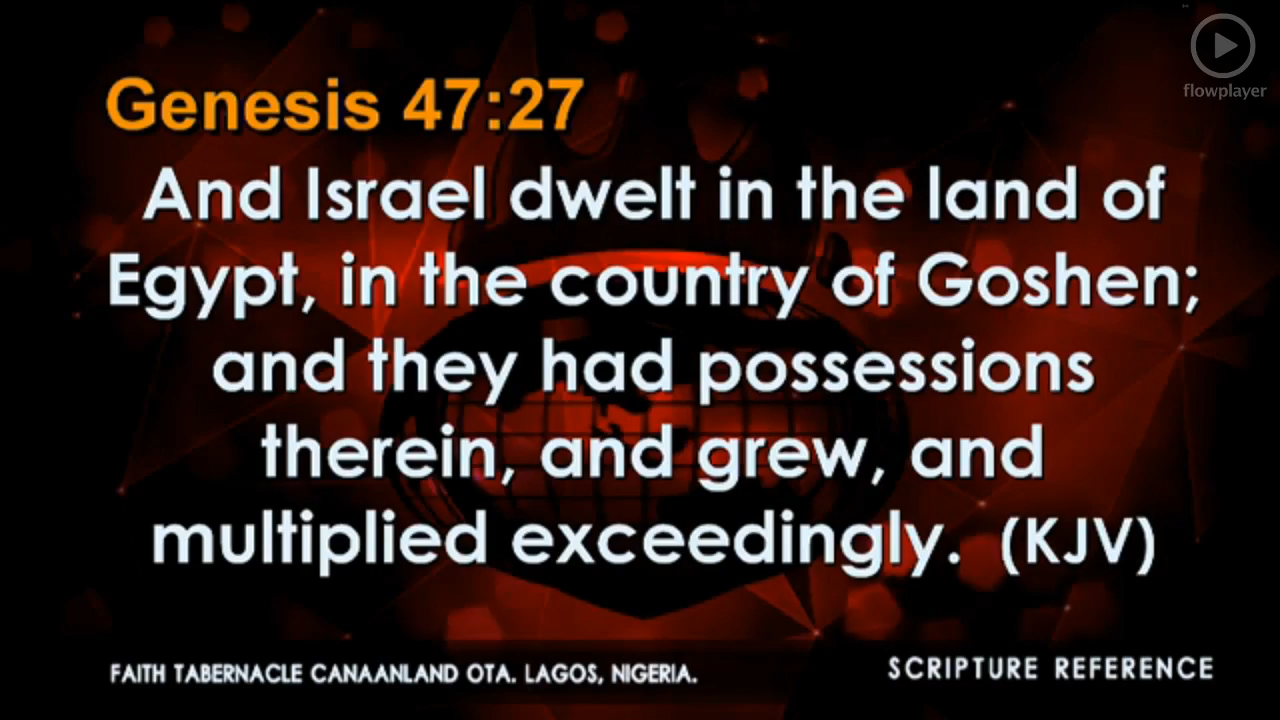 flowplayer
Genesis 47:27
And Israel dwelt in the land of
Egypt, in the country of Goshen;
and they had possessions
therein, and grew, and
multiplied exceedingly. (KJV)
FAITH TABERNACLE CANAANLAND OTA. LAGOS, NIGERIA.
SCRIPTURE REFERENCE